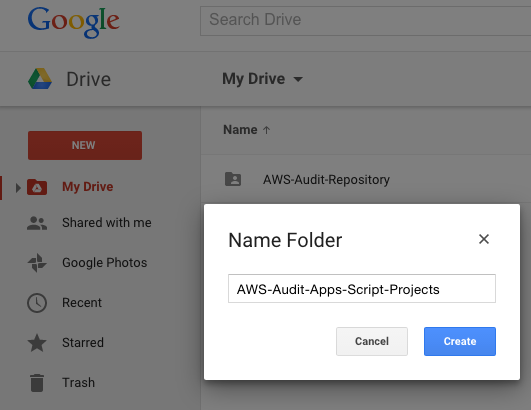 Google
Search Drive
Drive
My Drive
NEW
Name ↑
My Drive
AWS-Audit-Repository
Shared with me
Google Photos
Recent
Starred
Trash
Name Folder
AWS-Audit-Apps-Script-Projects
Cancel
Create